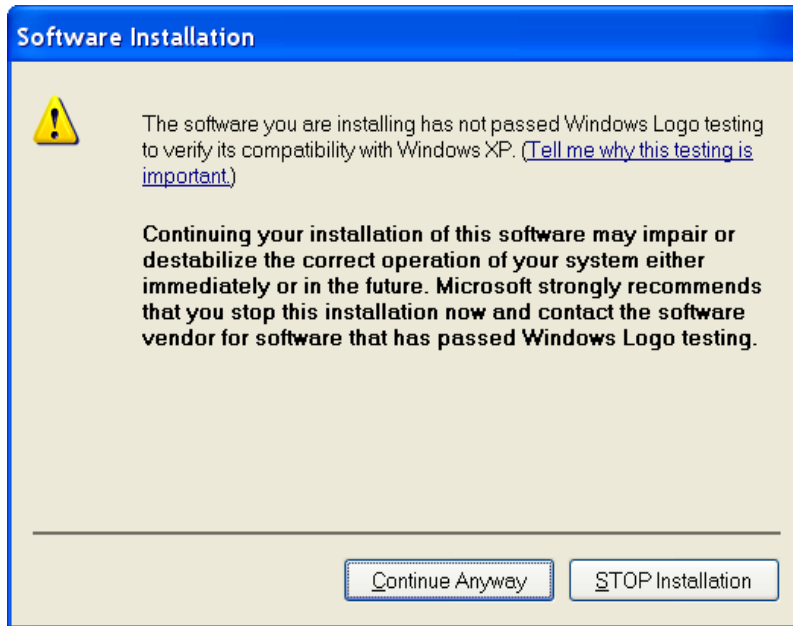 Software Installation
The software you are installing has not passed Windows Logo testing
to verify its compatibility with Windows XP. (Tell me why this testing is
important.)
Continuing your installation of this software may impair or
destabilize the correct operation of your system either
immediately or in the future. Microsoft strongly recommends
that you stop this installation now and contact the software
vendor for software that has passed Windows Logo testing.
Continue Anyway
STOP Installation